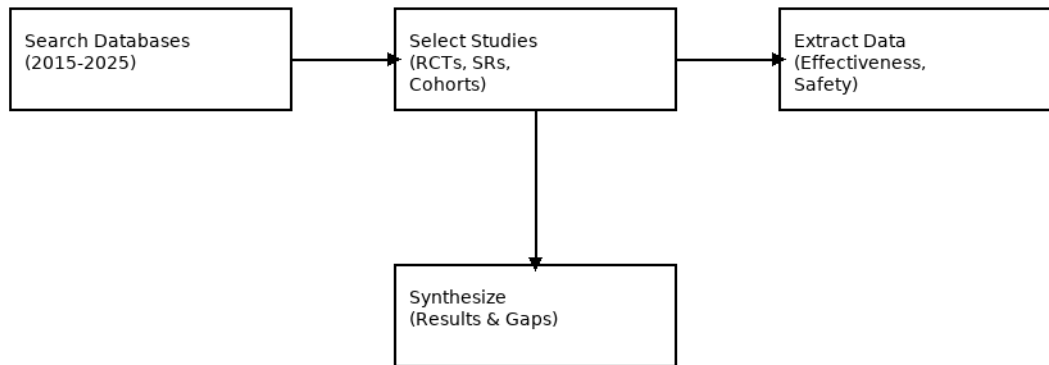 Search Databases
(2015-2025)
Select Studies
(RCTs, SRs,
Cohorts)
Extract Data
(Effectiveness,
Safety)
Synthesize
(Results & Gaps)